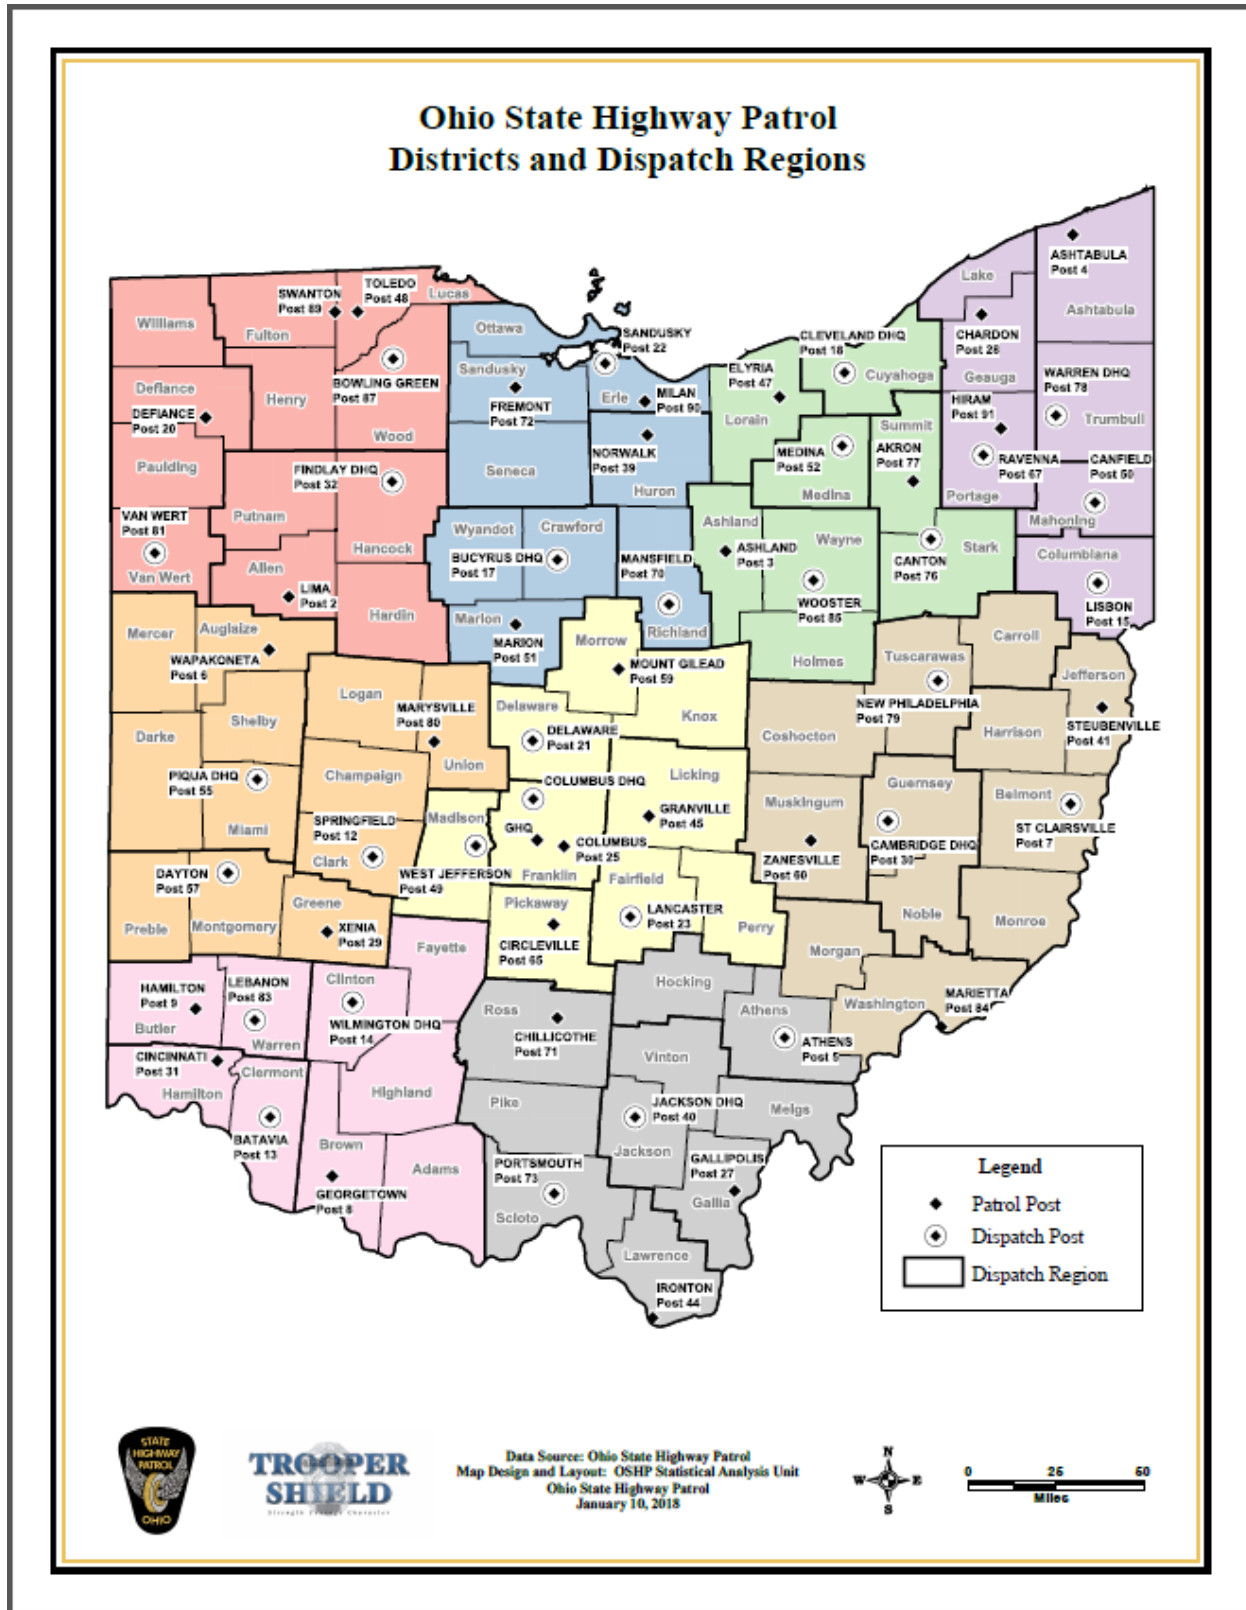 Ohio State Highway Patrol
Districts and Dispatch Regions
ASHTABULA
Post 4
Lake
Ashtabula
SWANTON
Post 89
TOLEDO
Post 48
Lucas
Williams
Fulton
Ottawa
SANDUSKY
Post 22
CLEVELAND DHQ
Post 18
Cuyahoga
CHARDON
Post 28
Geauga
WARREN DHQ
Post 78
Trumbull
BOWLING GREEN
Post 87
Sandusky
FREMONT
Post 72
Erie
MILAN
Post 90
ELYRIA
Post 47
Lorain
HIRAM
Post 91
Defiance
DEFIANCE
Post 20
Henry
Wood
NORWALK
Post 39
Huron
MEDINA
Post 52
Medina
Summit
AKRON
Post 77
RAVENNA
Post 67
Portage
CANFIELD
Post 50
Mahoning
Paulding
FINDLAY DHQ
Post 32
Seneca
Putnam
Hancock
VAN WERT
Post 81
Van Wert
Wyandot
Crawford
BUCYRUS DHQ
Post 17
MANSFIELD
Post 70
Richland
Ashland
ASHLAND
Post 3
Wayne
WOOSTER
Post 85
CANTON
Post 76
Stark
Columbiana
LISBON
Post 15
Allen
LIMA
Post 2
Hardin
Marion
MARION
Post 51
Holmes
Mercer
Auglaize
WAPAKONETA
Post 6
Morrow
MOUNT GILEAD
Post 59
Tuscarawas
NEW PHILADELPHIA
Post 79
Carroll
Jefferson
STEUBENVILLE
Post 41
Logan
MARYSVILLE
Post 80
Union
Delaware
DELAWARE
Post 21
Knox
Coshocton
Harrison
Darke
Shelby
PIQUA DHQ
Post 55
Miami
Champaign
COLUMBUS DHQ
Licking
GRANVILLE
Post 45
Muskingum
ZANESVILLE
Post 60
Guernsey
CAMBRIDGE DHQ
Post 30
Belmont
ST CLAIRSVILLE
Post 7
SPRINGFIELD
Post 12
Clark
Madison
WEST JEFFERSON
Post 49
GHQ
COLUMBUS
Post 25
Franklin
DAYTON
Post 57
Montgomery
Preble
Greene
XENIA
Post 29
Pickaway
CIRCLEVILLE
Post 65
Fairfield
LANCASTER
Post 23
Perry
Morgan
Noble
Monroe
Fayette
Clinton
WILMINGTON DHQ
Post 14
HAMILTON
Post 9
Butler
LEBANON
Post 83
Warren
Ross
CHILLICOTHE
Post 71
Hocking
Athens
ATHENS
Post 5
Washington
MARIETTA
Post 84
CINCINNATI
Post 31
Hamilton
Clermont
BATAVIA
Post 13
Highland
Brown
GEORGETOWN
Post 8
Adams
Pike
Vinton
JACKSON DHQ
Post 40
Jackson
Meigs
PORTSMOUTH
Post 73
Scioto
GALLIPOLIS
Post 27
Gallia
Lawrence
IRONTON
Post 44
Legend
Patrol Post
Dispatch Post
Dispatch Region
STATE
HIGHWAY
PATROL
OHIO
TROOPER
SHIELD
Data Source: Ohio State Highway Patrol
Map Design and Layout: OSHP Statistical Analysis Unit
Ohio State Highway Patrol
January 10, 2018
N
W
E
S
0 25 60
Miles